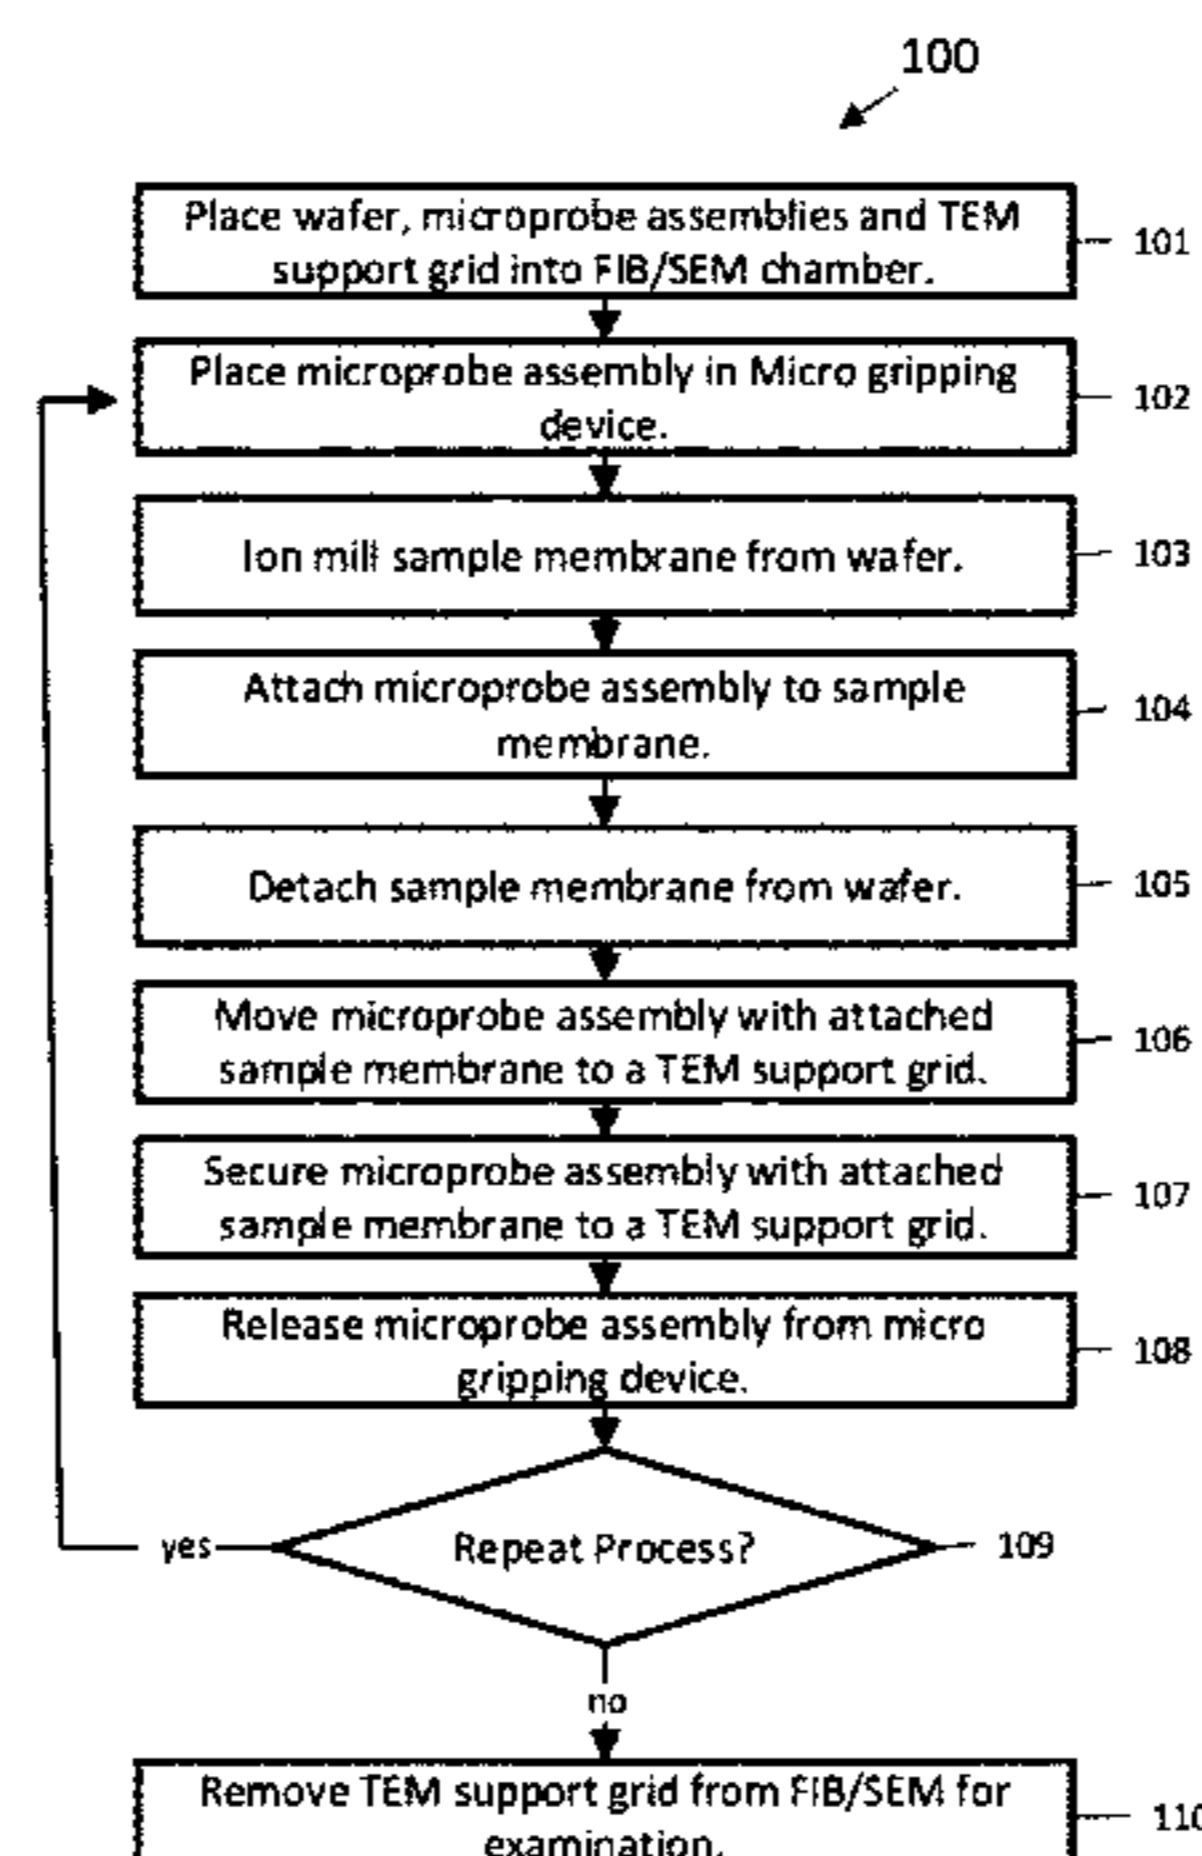 100
Place wafer, microprobe assemblies and TEM
support grid into FIB/SEM chamber.
101
Place microprobe assembly in Micro gripping
device.
102
Ion mill sample membrane from wafer.
103
Attach microprobe assembly to sample
membrane.
104
Detach sample membrane from wafer.
105
Move microprobe assembly with attached
sample membrane to a TEM support grid.
106
Secure microprobe assembly with attached
sample membrane to a TEM support grid.
107
Release microprobe assembly from micro
gripping device.
108
Repeat Process?
109
yes
no
Remove TEM support grid from FIB/SEM for
examination.
110